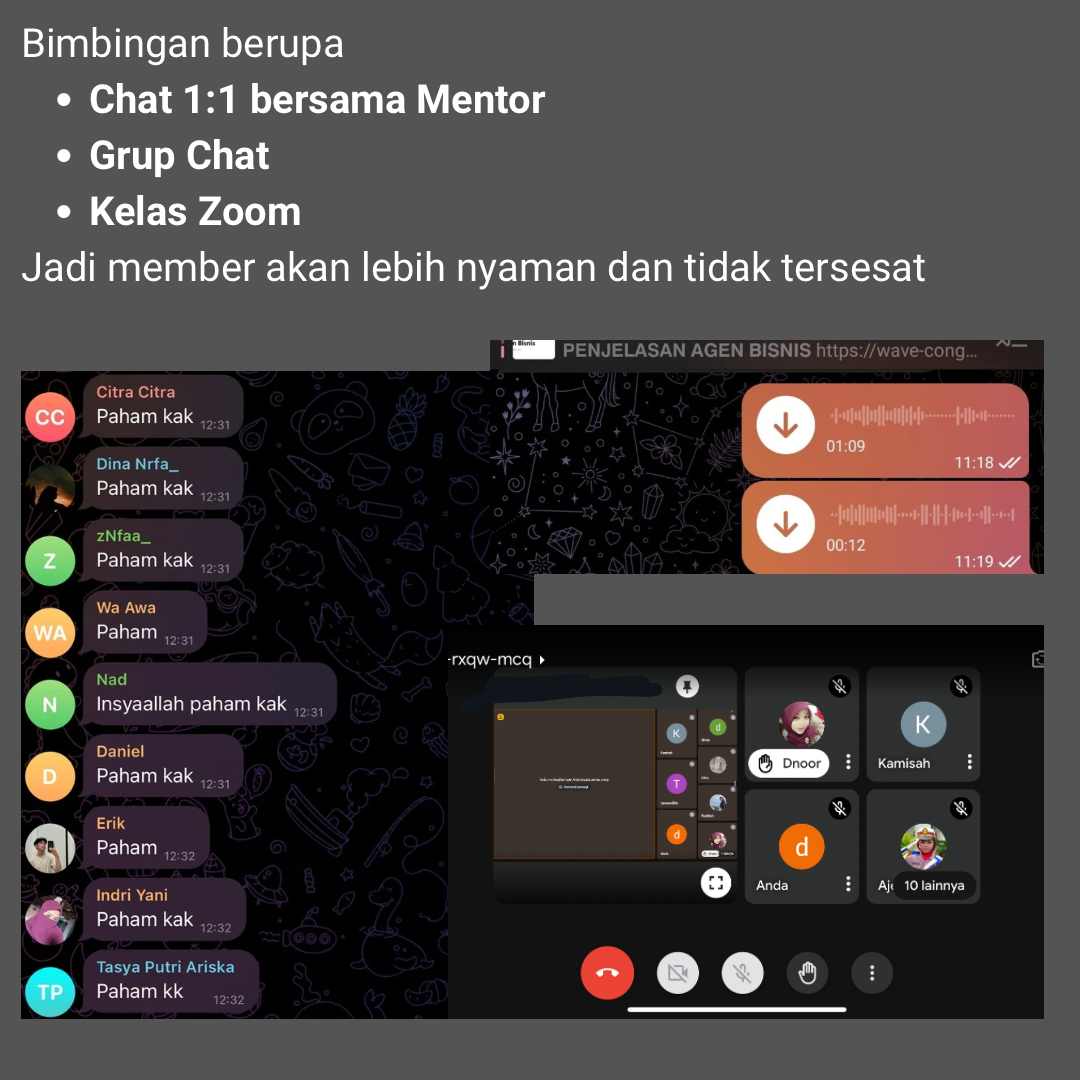 Bimbingan berupa
• Chat 1:1 bersama Mentor
• Grup Chat
• Kelas Zoom
Jadi member akan lebih nyaman dan tidak tersesat
n Bisnis
PENJELASAN AGEN BISNIS https://wave-cong...
01:09
11:18
00:12
11:19
CC
Citra Citra
Paham kak 12:31
Dina Nrfa_
Paham kak 12:31
Z
zNfaa_
Paham kak 12:31
WA
Wa Awa
Paham 12:31
N
Nad
Insyaallah paham kak 12:31
D
Daniel
Paham kak 12:31
Erik
Paham 12:32
Indri Yani
Paham kak 12:32
TP
Tasya Putri Ariska
Paham kk 12:32
-rxqw-mcq
K
d
T
d
Dnoor
K
Kamisah
d
Anda
Aj
10 lainnya